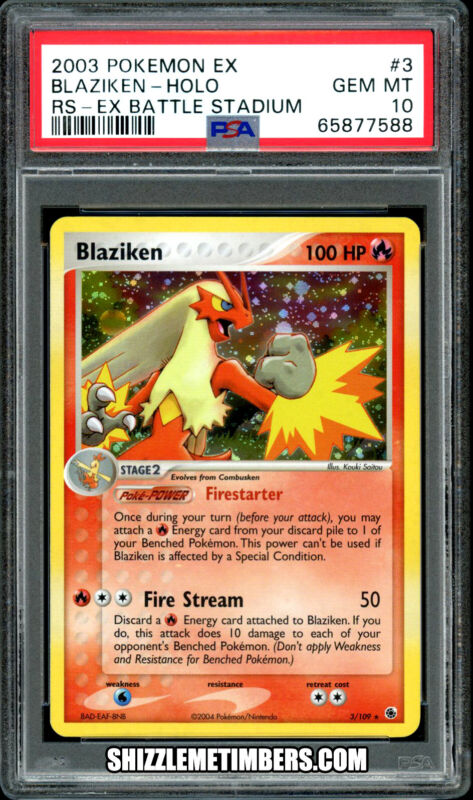 2003 POKEMON EX #3
BLAZIKEN-HOLO GEM MT
RS-EX BATTLE STADIUM 10
PSA 65877588
Blaziken 100 HP
STAGE 2
Evolves from Combusken
Illus. Kouki Saitou
Poké-POWER Firestarter
Once during your turn (before your attack), you may
attach a Energy card from your discard pile to 1 of
your Benched Pokémon. This power can't be used if
Blaziken is affected by a Special Condition.
Fire Stream 50
Discard a Energy card attached to Blaziken. If you
do, this attack does 10 damage to each of your
opponent's Benched Pokémon. (Don't apply Weakness
and Resistance for Benched Pokémon.)
weakness resistance retreat cost
BAD-EAF-8NB ©2004 Pokémon/Nintendo 3/109 ★
SHIZZLEMETIMBERS.COM
PSA